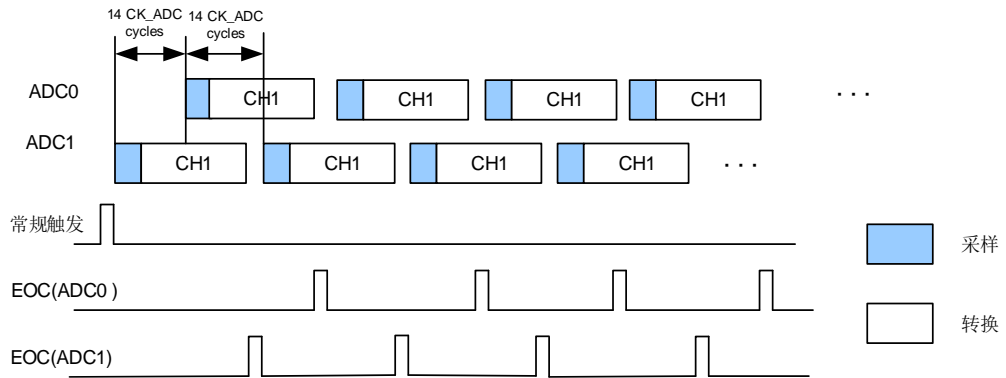 14 CK_ADC
cycles
14 CK_ADC
cycles
ADC0
CH1
CH1
CH1
CH1
...
ADC1
CH1
CH1
CH1
CH1
...
常规触发
采样
EOC(ADC0 )
转换
EOC(ADC1)